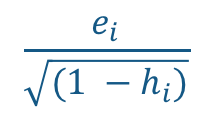 eᵢ
√(1 − hᵢ)